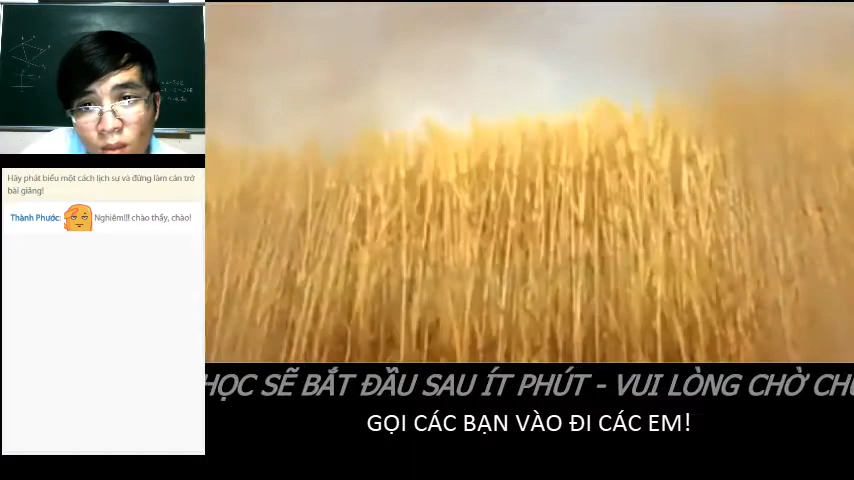 Hãy phát biểu một cách lịch sự và đừng làm cản trở
bài giảng!
Thành Phước: Nghiêm!!! chào thầy, chào!
HỌC SẼ BẮT ĐẦU SAU ÍT PHÚT - VUI LÒNG CHỜ
GỌI CÁC BẠN VÀO ĐI CÁC EM!